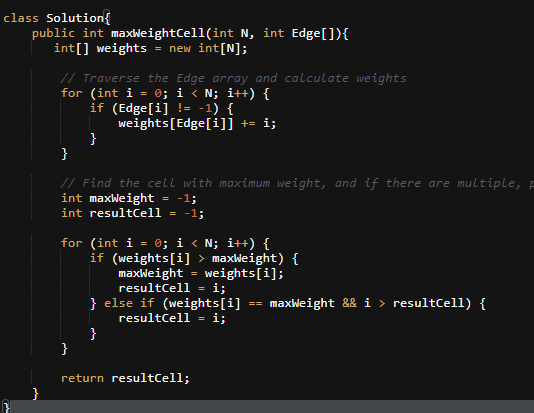 class Solution{
    public int maxWeightCell(int N, int Edge[]){
       int[] weights = new int[N];

        // Traverse the Edge array and calculate weights
        for (int i = 0; i < N; i++) {
            if (Edge[i] != -1) {
                weights[Edge[i]] += i;
            }
        }

        // Find the cell with maximum weight, and if there are multiple,
        int maxWeight = -1;
        int resultCell = -1;

        for (int i = 0; i < N; i++) {
            if (weights[i] > maxWeight) {
                maxWeight = weights[i];
                resultCell = i;
            } else if (weights[i] == maxWeight && i > resultCell) {
                resultCell = i;
            }
        }

        return resultCell;
    }
}